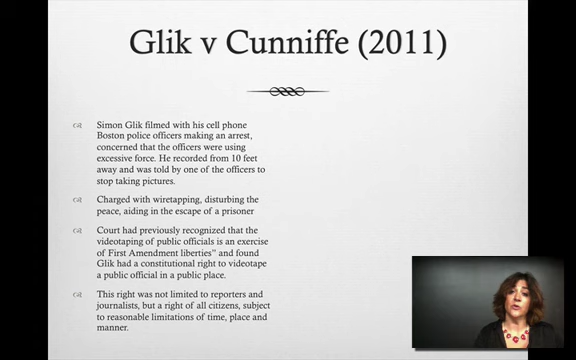 Glik v Cunniffe (2011)
Simon Glik filmed with his cell phone
Boston police officers making an arrest,
concerned that the officers were using
excessive force. He recorded from 10 feet
away and was told by one of the officers to
stop taking pictures.
Charged with wiretapping, disturbing the
peace, aiding in the escape of a prisoner
Court had previously recognized that the
videotaping of public officials is an exercise
of First Amendment liberties” and found
Glik had a constitutional right to videotape
a public official in a public place.
This right was not limited to reporters and
journalists, but a right of all citizens, subject
to reasonable limitations of time, place and
manner.